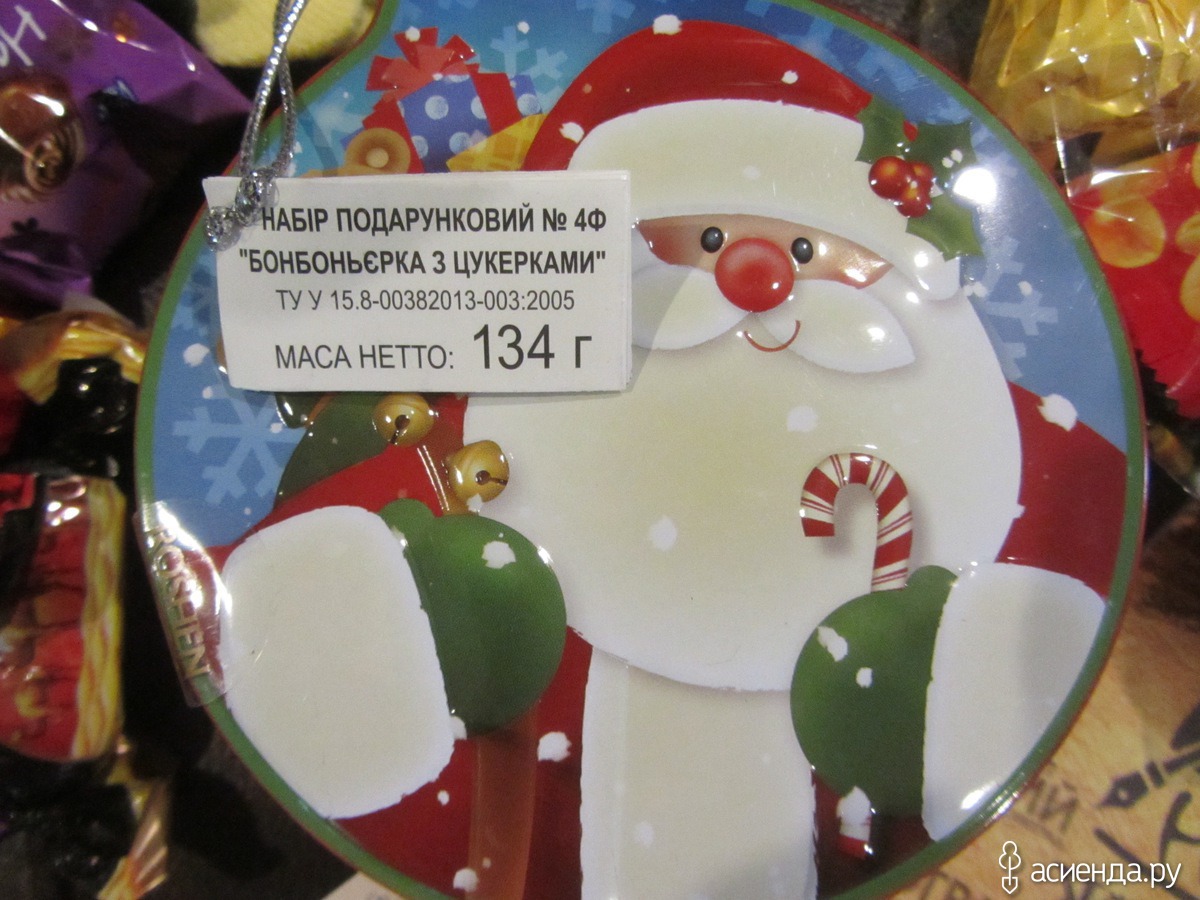 НАБІР ПОДАРУНКОВИЙ № 4Ф
"БОНБОНЬЄРКА З ЦУКЕРКАМИ"
ТУ У 15.8-00382013-003:2005
МАСА НЕТТО: 134 г
ROSHEN
асиенда.ру